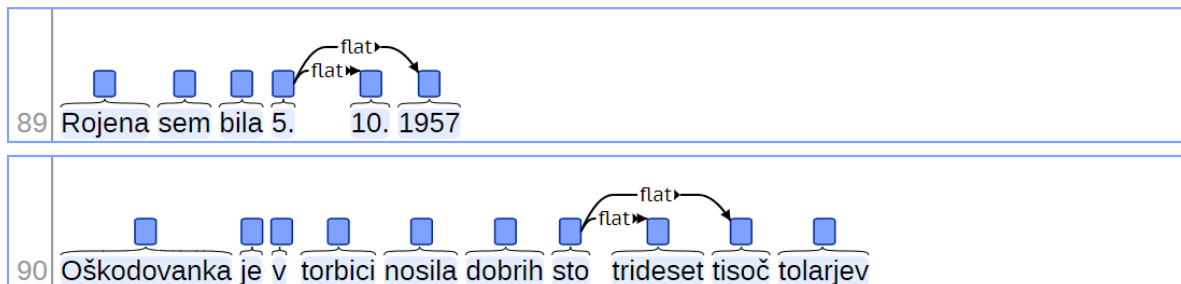 flat
flat
89 Rojena sem bila 5. 10. 1957
flat
flat
90 Oškodovanka je v torbici nosila dobrih sto trideset tisoč tolarjev